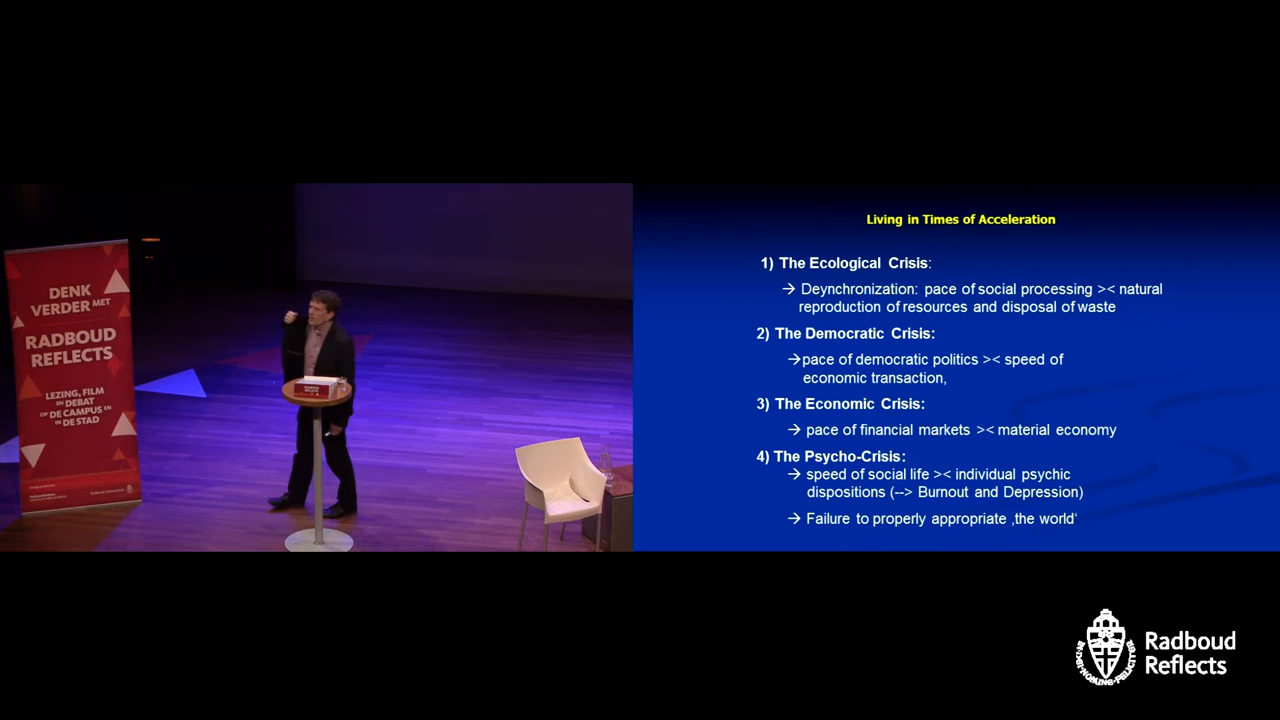 DENK
VERDER MET
RADBOUD
REFLECTS
LEZING, FILM
EN DEBAT
OP DE CAMPUS EN
IN DE STAD
RADBOUD
REFLECTS
Living in Times of Acceleration
1) The Ecological Crisis:
→ Deynchronization: pace of social processing >< natural
reproduction of resources and disposal of waste
2) The Democratic Crisis:
→pace of democratic politics >< speed of
economic transaction,
3) The Economic Crisis:
→ pace of financial markets >< material economy
4) The Psycho-Crisis:
→ speed of social life >< individual psychic
dispositions (--> Burnout and Depression)
→ Failure to properly appropriate ‚the world‘
Radboud
Reflects